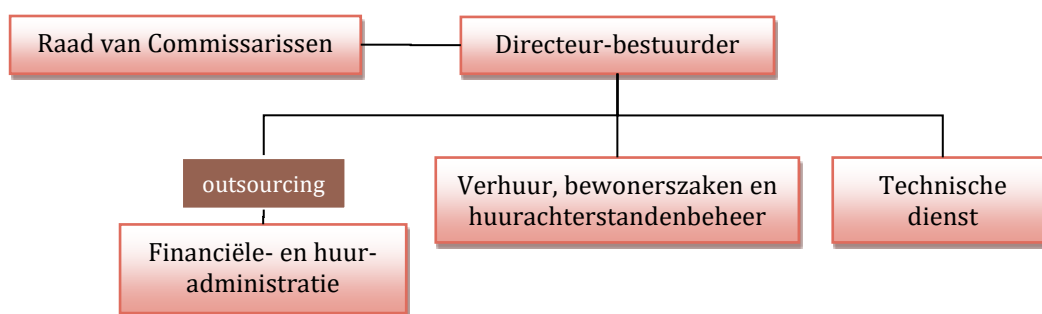 Raad van Commissarissen
Directeur-bestuurder
outsourcing
Verhuur, bewonerszaken en
huurachterstandenbeheer
Technische
dienst
Financiële- en huur-
administratie